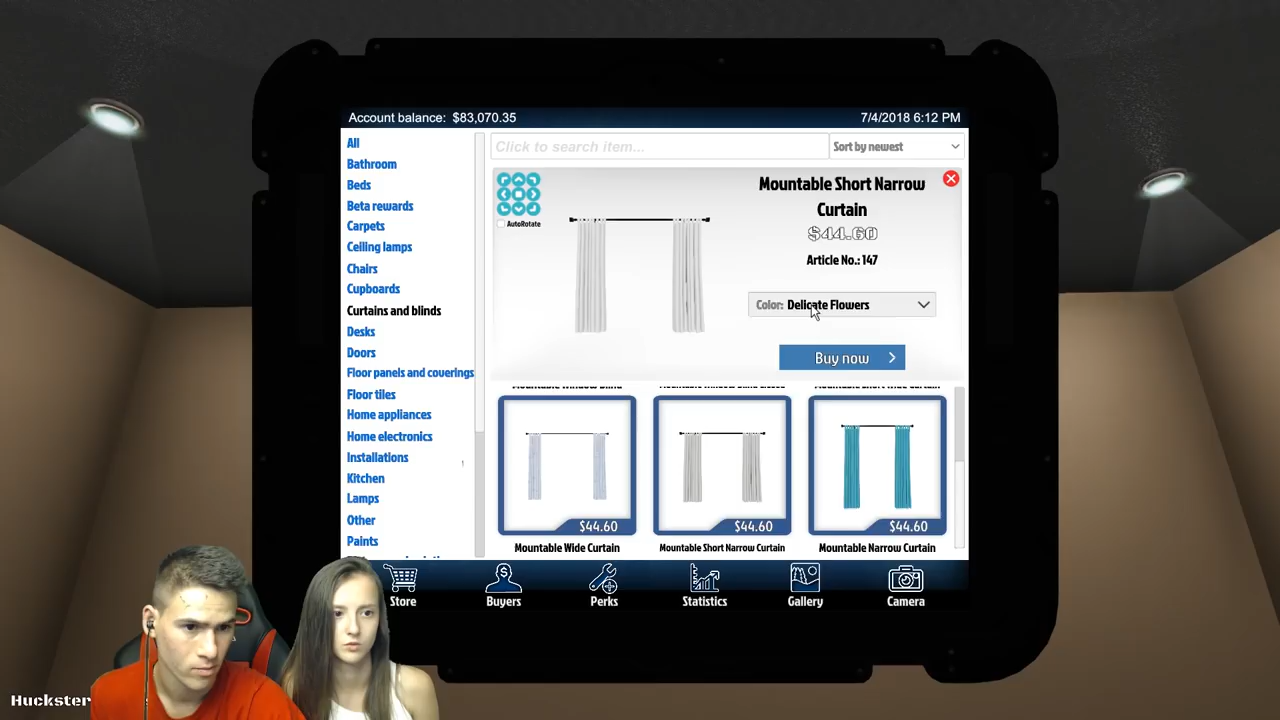 Account balance: $83,070.35
7/4/2018 6:12 PM
All
Bathroom
Beds
Beta rewards
Carpets
Ceiling lamps
Chairs
Cupboards
Curtains and blinds
Desks
Doors
Floor panels and coverings
Floor tiles
Home appliances
Home electronics
Installations
Kitchen
Lamps
Other
Paints
Click to search item...
Sort by newest
AutoRotate
Mountable Short Narrow
Curtain
$44.60
Article No.: 147
Color: Delicate Flowers
Buy now
$44.60
$44.60
$44.60
Mountable Wide Curtain
Mountable Short Narrow Curtain
Mountable Narrow Curtain
Store
Buyers
Perks
Statistics
Gallery
Camera
Huckster